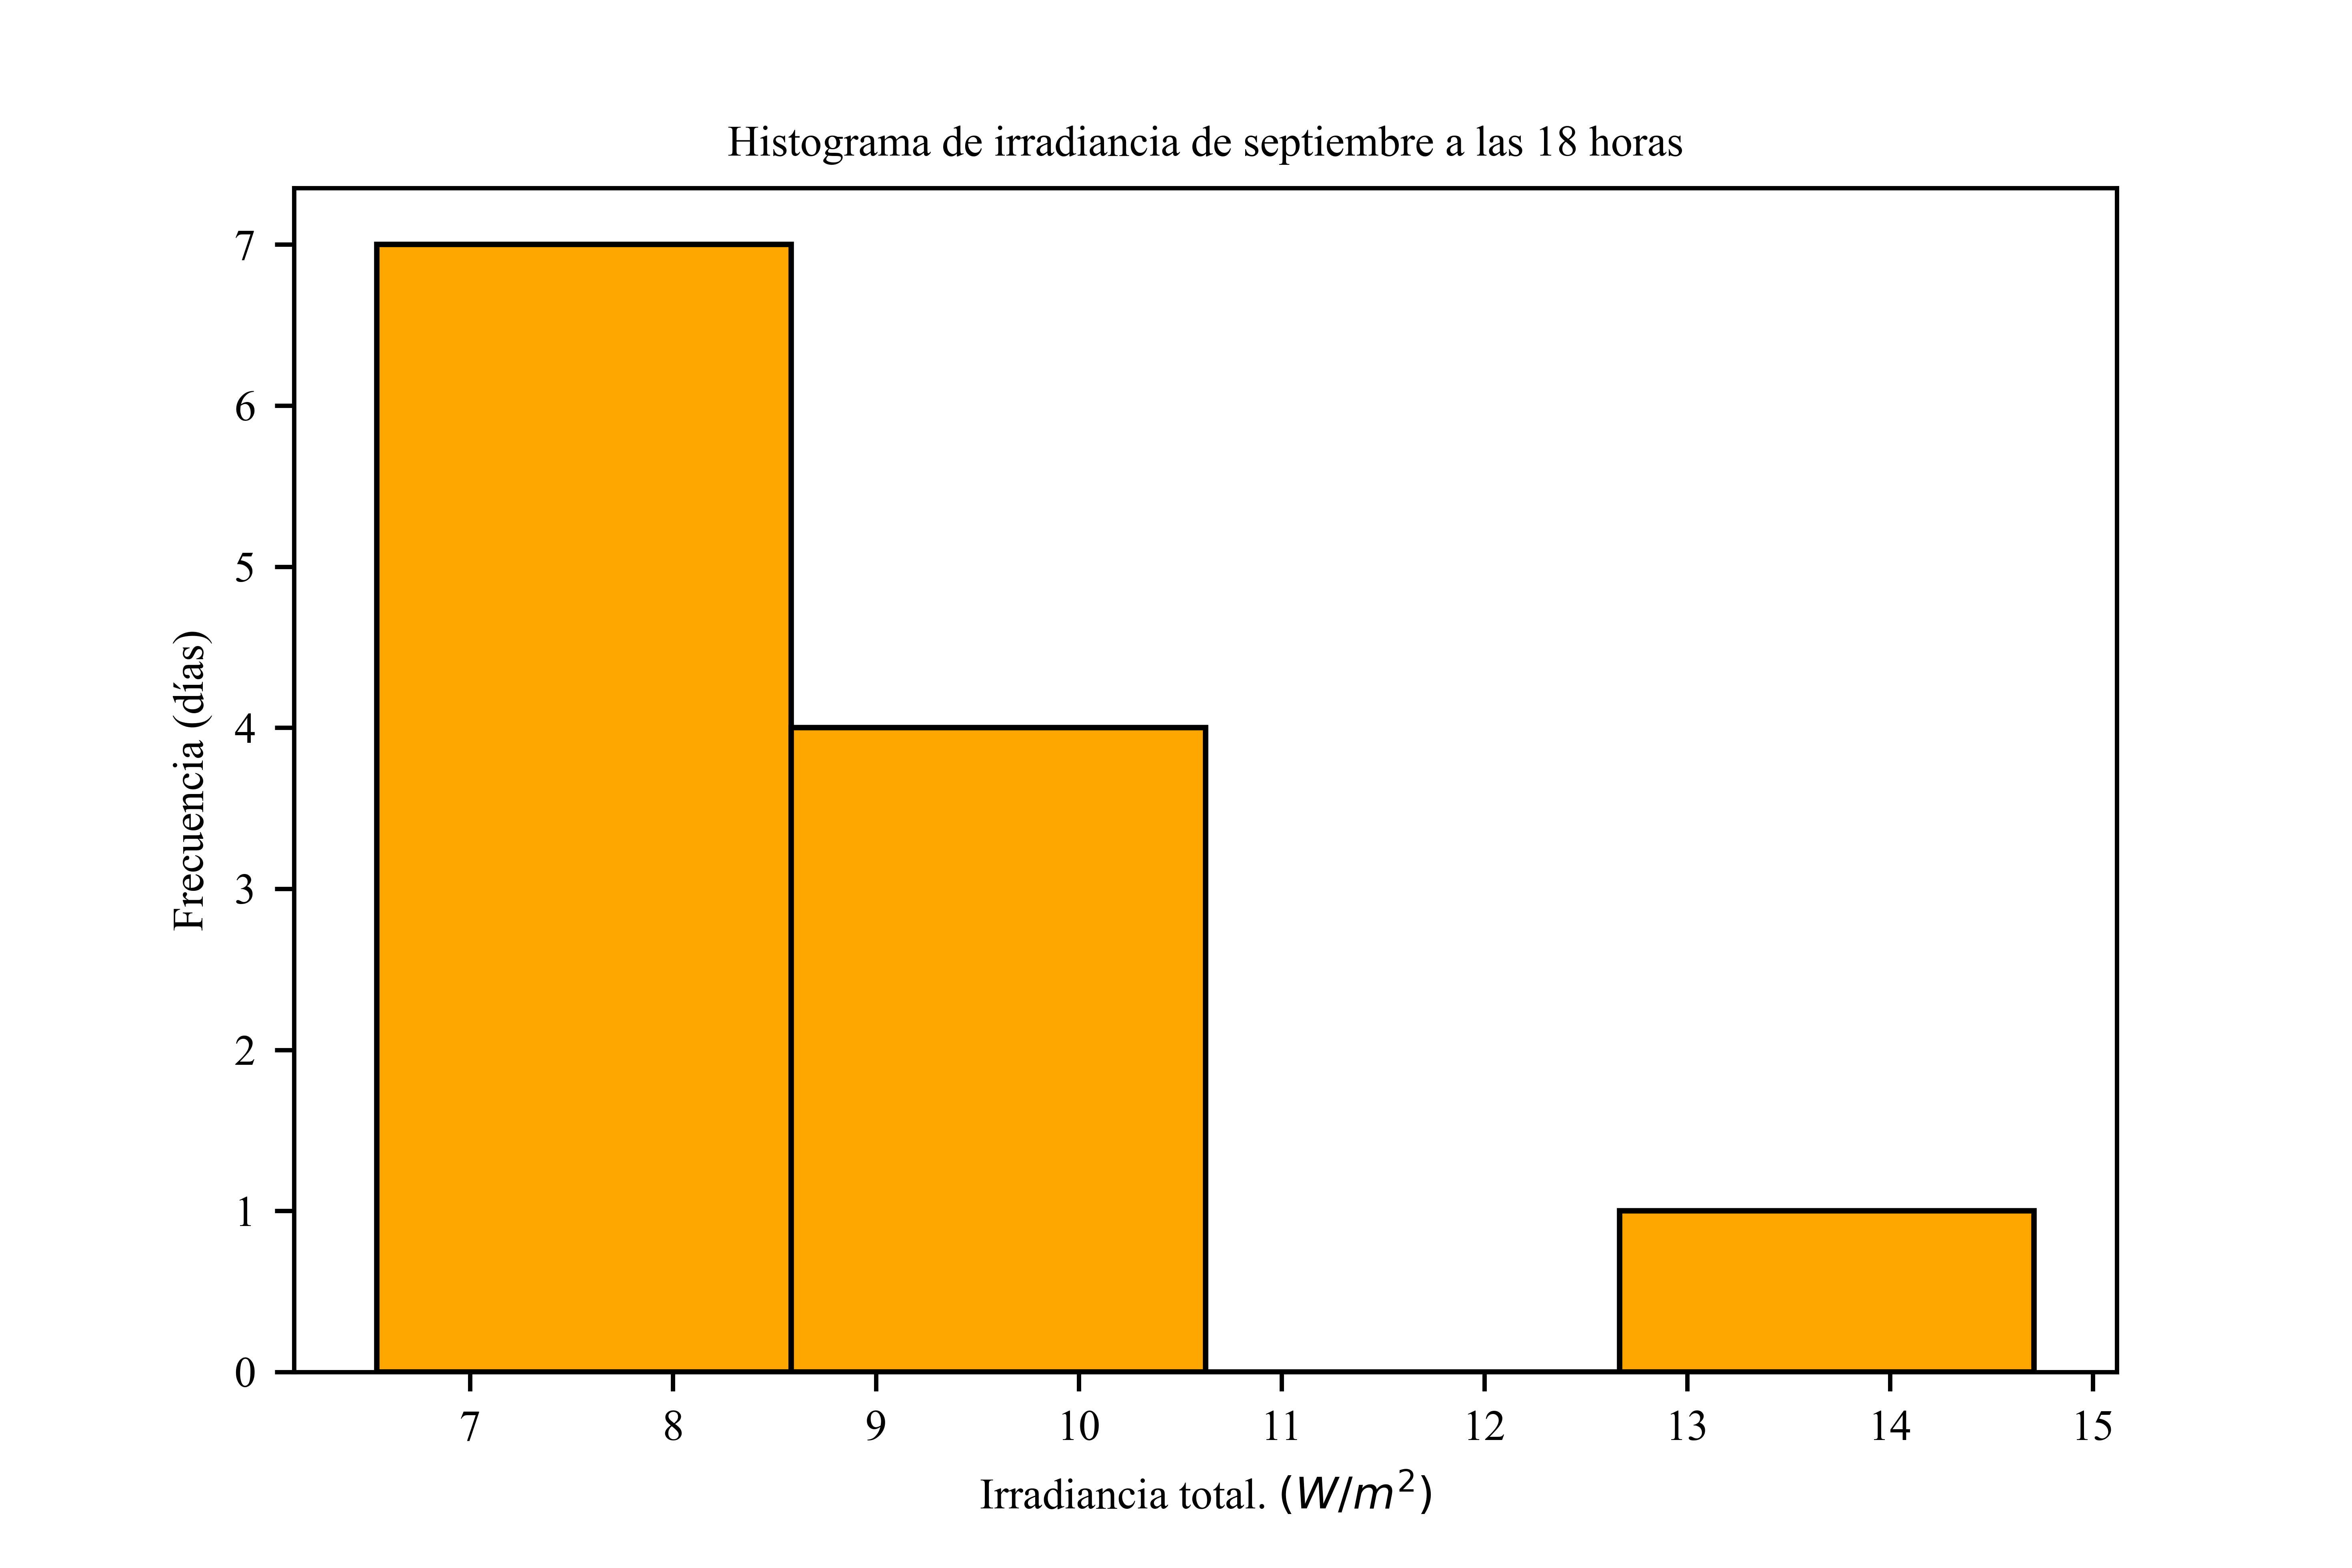 Histograma de irradiancia de septiembre a las 18 horas
Frecuencia (días)
7
6
5
4
3
2
1
0
7 8 9 10 11 12 13 14 15
Irradiancia total. (W/m²)